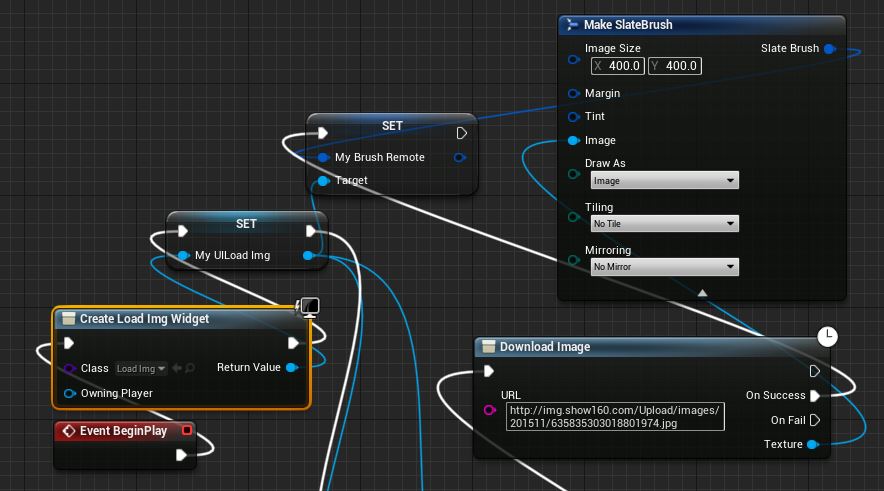 Make SlateBrush
Image Size
X 400.0 Y 400.0
Slate Brush
Margin
Tint
Image
Draw As
Image
Tiling
No Tile
Mirroring
No Mirror
SET
My Brush Remote
Target
SET
My UILoad Img
Create Load Img Widget
Class Load Img
Return Value
Owning Player
Event BeginPlay
Download Image
URL
http://img.show160.com/Upload/images/
201511/635835303018801974.jpg
On Success
On Fail
Texture